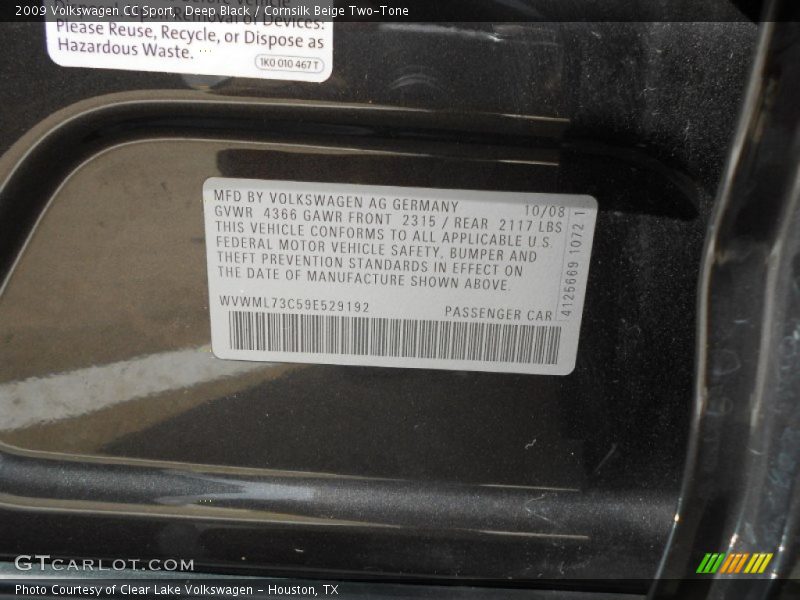 2009 Volkswagen CC Sport, Deep Black / Cornsilk Beige Two-Tone
Removal of Devices.
Please Reuse, Recycle, or Dispose as
Hazardous Waste.
1K0 010 467 T
MFD BY VOLKSWAGEN AG GERMANY 10/08
GVWR 4366 GAWR FRONT 2315 / REAR 2117 LBS
THIS VEHICLE CONFORMS TO ALL APPLICABLE U.S.
FEDERAL MOTOR VEHICLE SAFETY, BUMPER AND
THEFT PREVENTION STANDARDS IN EFFECT ON
THE DATE OF MANUFACTURE SHOWN ABOVE.
WVWML73C59E529192 PASSENGER CAR
4125669 1072 1
GTCARLOT.COM
Photo Courtesy of Clear Lake Volkswagen - Houston, TX